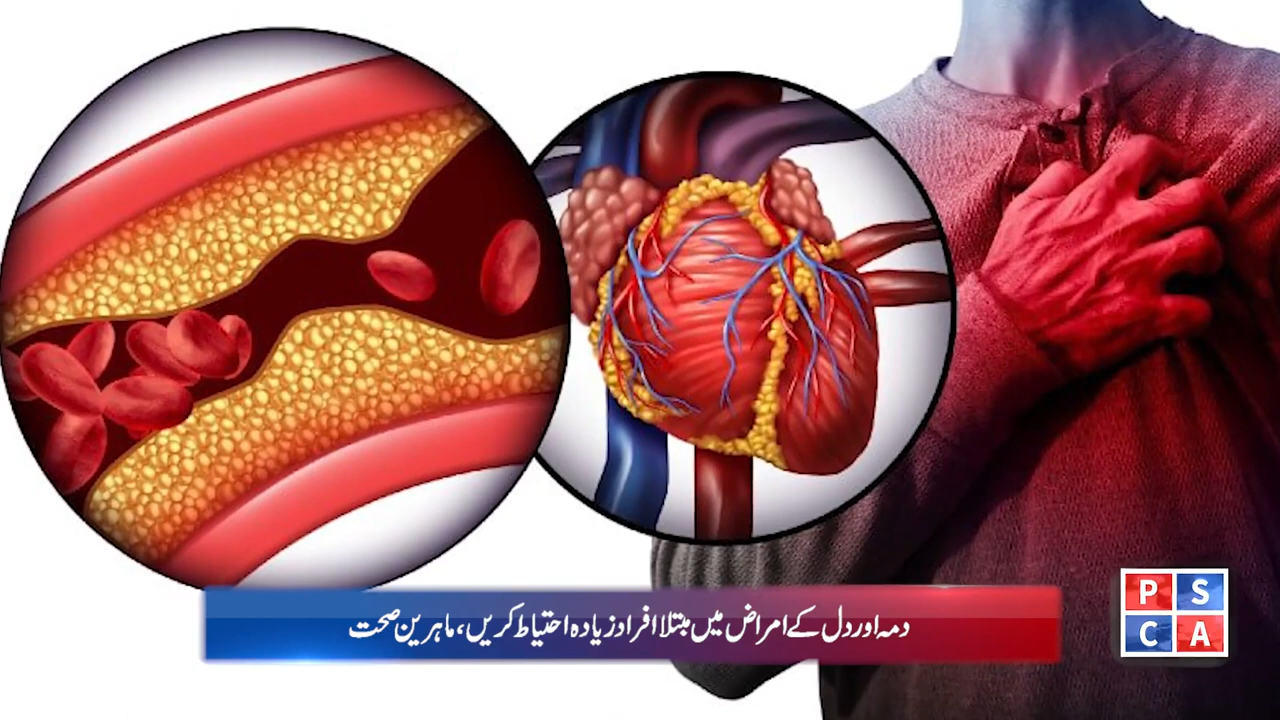 دمہ اور دل کے امراض میں مبتلا افراد زیادہ احتیاط کریں، ماہرین صحت
P S
C A